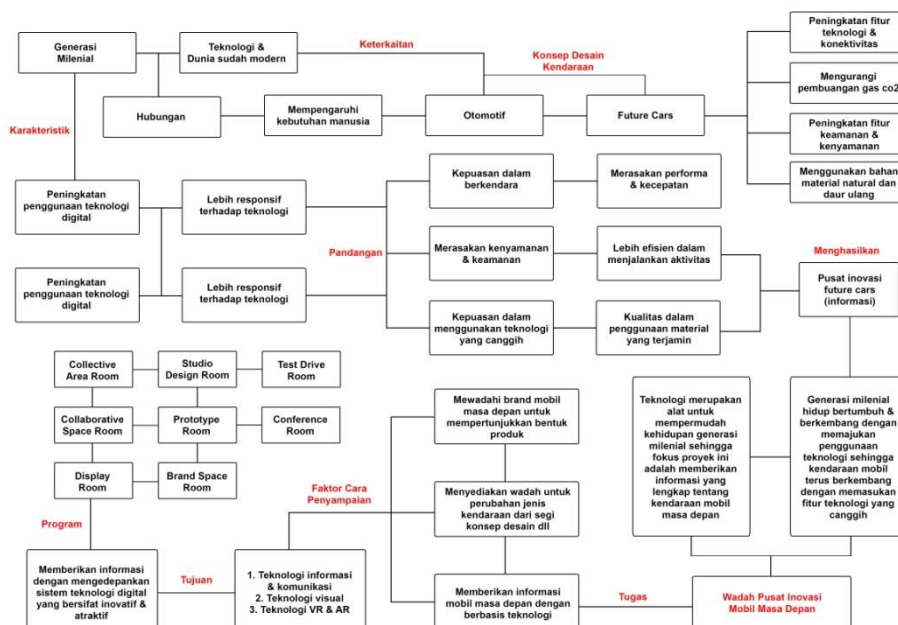 Generasi
Milenial
Teknologi &
Dunia sudah modern
Keterkaitan
Konsep Desain
Kendaraan
Peningkatan fitur
teknologi &
konektivitas
Hubungan
Mempengaruhi
kebutuhan manusia
Otomotif
Future Cars
Mengurangi
pembuangan gas co2
Karakteristik
Peningkatan fitur
keamanan &
kenyamanan
Menggunakan bahan
material natural dan
daur ulang
Peningkatan
penggunaan teknologi
digital
Lebih responsif
terhadap teknologi
Kepuasan dalam
berkendara
Merasakan performa
& kecepatan
Pandangan
Merasakan kenyamanan
& keamanan
Lebih efisien dalam
menjalankan aktivitas
Menghasilkan
Peningkatan
penggunaan teknologi
digital
Lebih responsif
terhadap teknologi
Pusat inovasi
future cars
(informasi)
Kepuasan dalam
menggunakan teknologi
yang canggih
Kualitas dalam
penggunaan material
yang terjamin
Collective
Area Room
Studio
Design Room
Test Drive
Room
Collaborative
Space Room
Prototype
Room
Conference
Room
Display
Room
Brand Space
Room
Mewadahi brand mobil
masa depan untuk
mempertunjukkan bentuk
produk
Teknologi merupakan
alat untuk
mempermudah
kehidupan generasi
milenial sehingga
fokus proyek ini
adalah memberikan
informasi yang
lengkap tentang
kendaraan mobil
masa depan
Generasi milenial
hidup bertumbuh &
berkembang dengan
memajukan
penggunaan
teknologi sehingga
kendaraan mobil
terus berkembang
dengan memasukan
fitur teknologi yang
canggih
Faktor Cara
Penyampaian
Menyediakan wadah untuk
perubahan jenis
kendaraan dari segi
konsep desain dll
Program
Memberikan informasi
dengan mengedepankan
sistem teknologi digital
yang bersifat inovatif &
atraktif
Tujuan
1. Teknologi informasi
& komunikasi
2. Teknologi visual
3. Teknologi VR & AR
Memberikan informasi
mobil masa depan dengan
berbasis teknologi
Tugas
Wadah Pusat Inovasi
Mobil Masa Depan